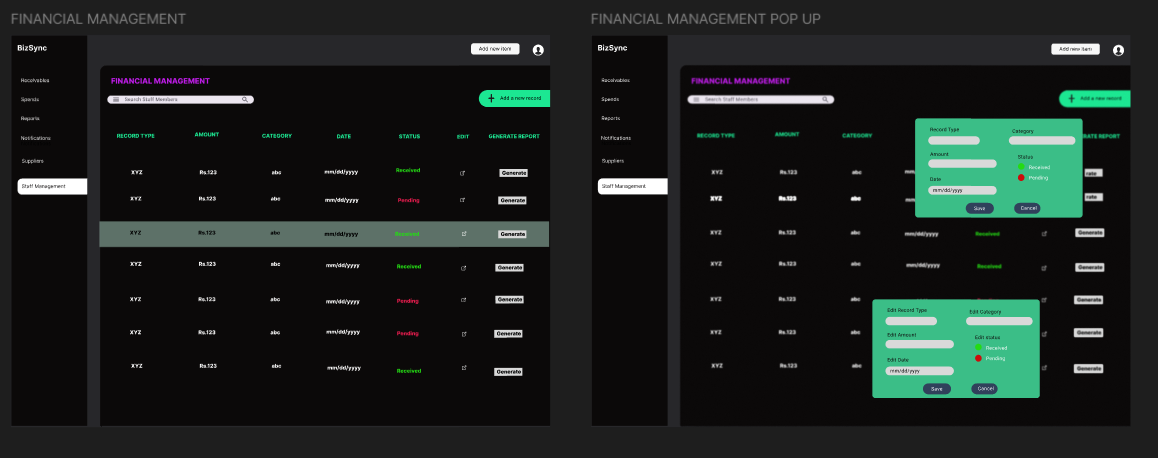 FINANCIAL MANAGEMENT
BizSync
Add new item
Receivables
Spends
Reports
Notifications
Suppliers
Staff Management
FINANCIAL MANAGEMENT
Search Staff Members
Add a new record
RECORD TYPE AMOUNT CATEGORY DATE STATUS EDIT GENERATE REPORT
XYZ Rs.123 abc mm/dd/yyyy Received Generate
XYZ Rs.123 abc mm/dd/yyyy Pending Generate
XYZ Rs.123 abc mm/dd/yyyy Received Generate
XYZ Rs.123 abc mm/dd/yyyy Received Generate
XYZ Rs.123 abc mm/dd/yyyy Pending Generate
XYZ Rs.123 abc mm/dd/yyyy Pending Generate
XYZ Rs.123 abc mm/dd/yyyy Received Generate
FINANCIAL MANAGEMENT POP UP
BizSync
Add new item
Receivables
Spends
Reports
Notifications
Suppliers
Staff Management
FINANCIAL MANAGEMENT
Search Staff Members
Add a new record
RECORD TYPE AMOUNT CATEGORY RATE REPORT
XYZ Rs.123 abc mm rate
XYZ Rs.123 abc mm rate
XYZ Rs.123 abc mm/dd/yyyy Received Generate
XYZ Rs.123 abc mm/dd/yyyy Received Generate
XYZ Rs.123 abc Generate
XYZ Rs.123 abc Generate
XYZ Rs.123 abc Generate
Record Type Category
Amount Status
Received
Pending
Date
mm/dd/yyyy
Save Cancel
Edit Record Type Edit Category
Edit Amount Edit status
Received
Pending
Edit Date
mm/dd/yyyy
Save Cancel